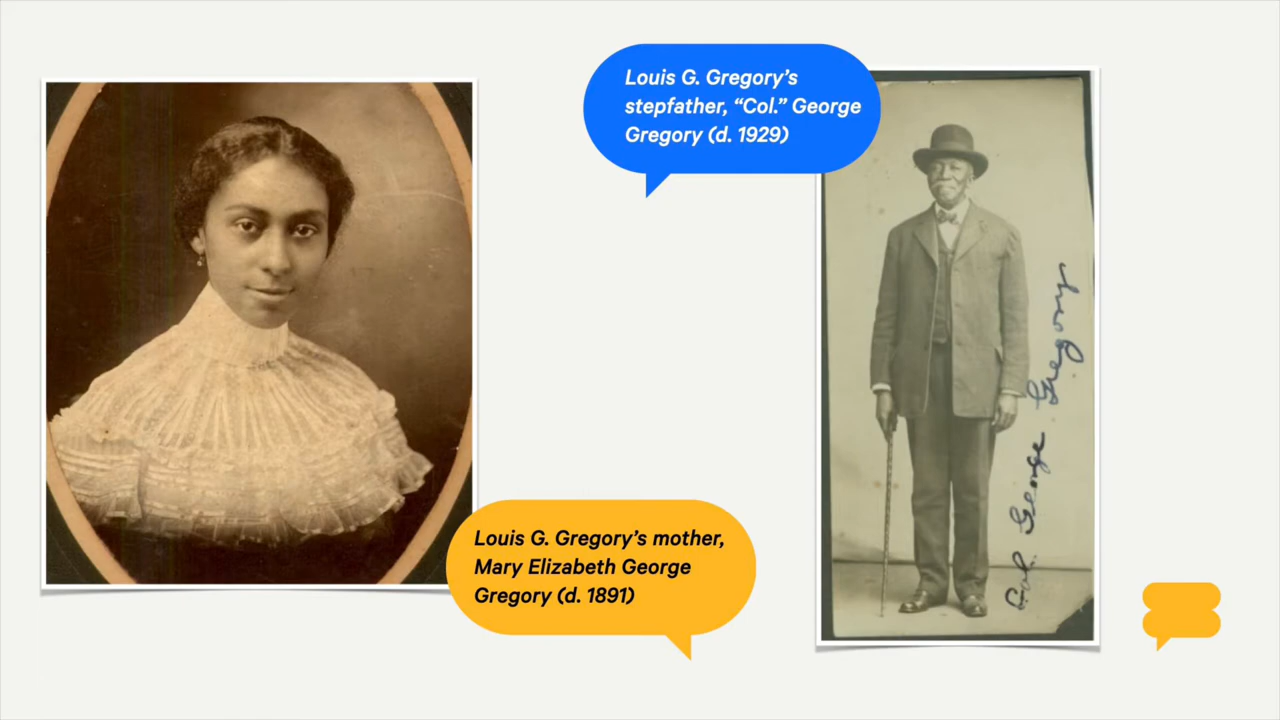 Louis G. Gregory’s
stepfather, “Col.” George
Gregory (d. 1929)
Col. George Gregory
Louis G. Gregory’s mother,
Mary Elizabeth George
Gregory (d. 1891)